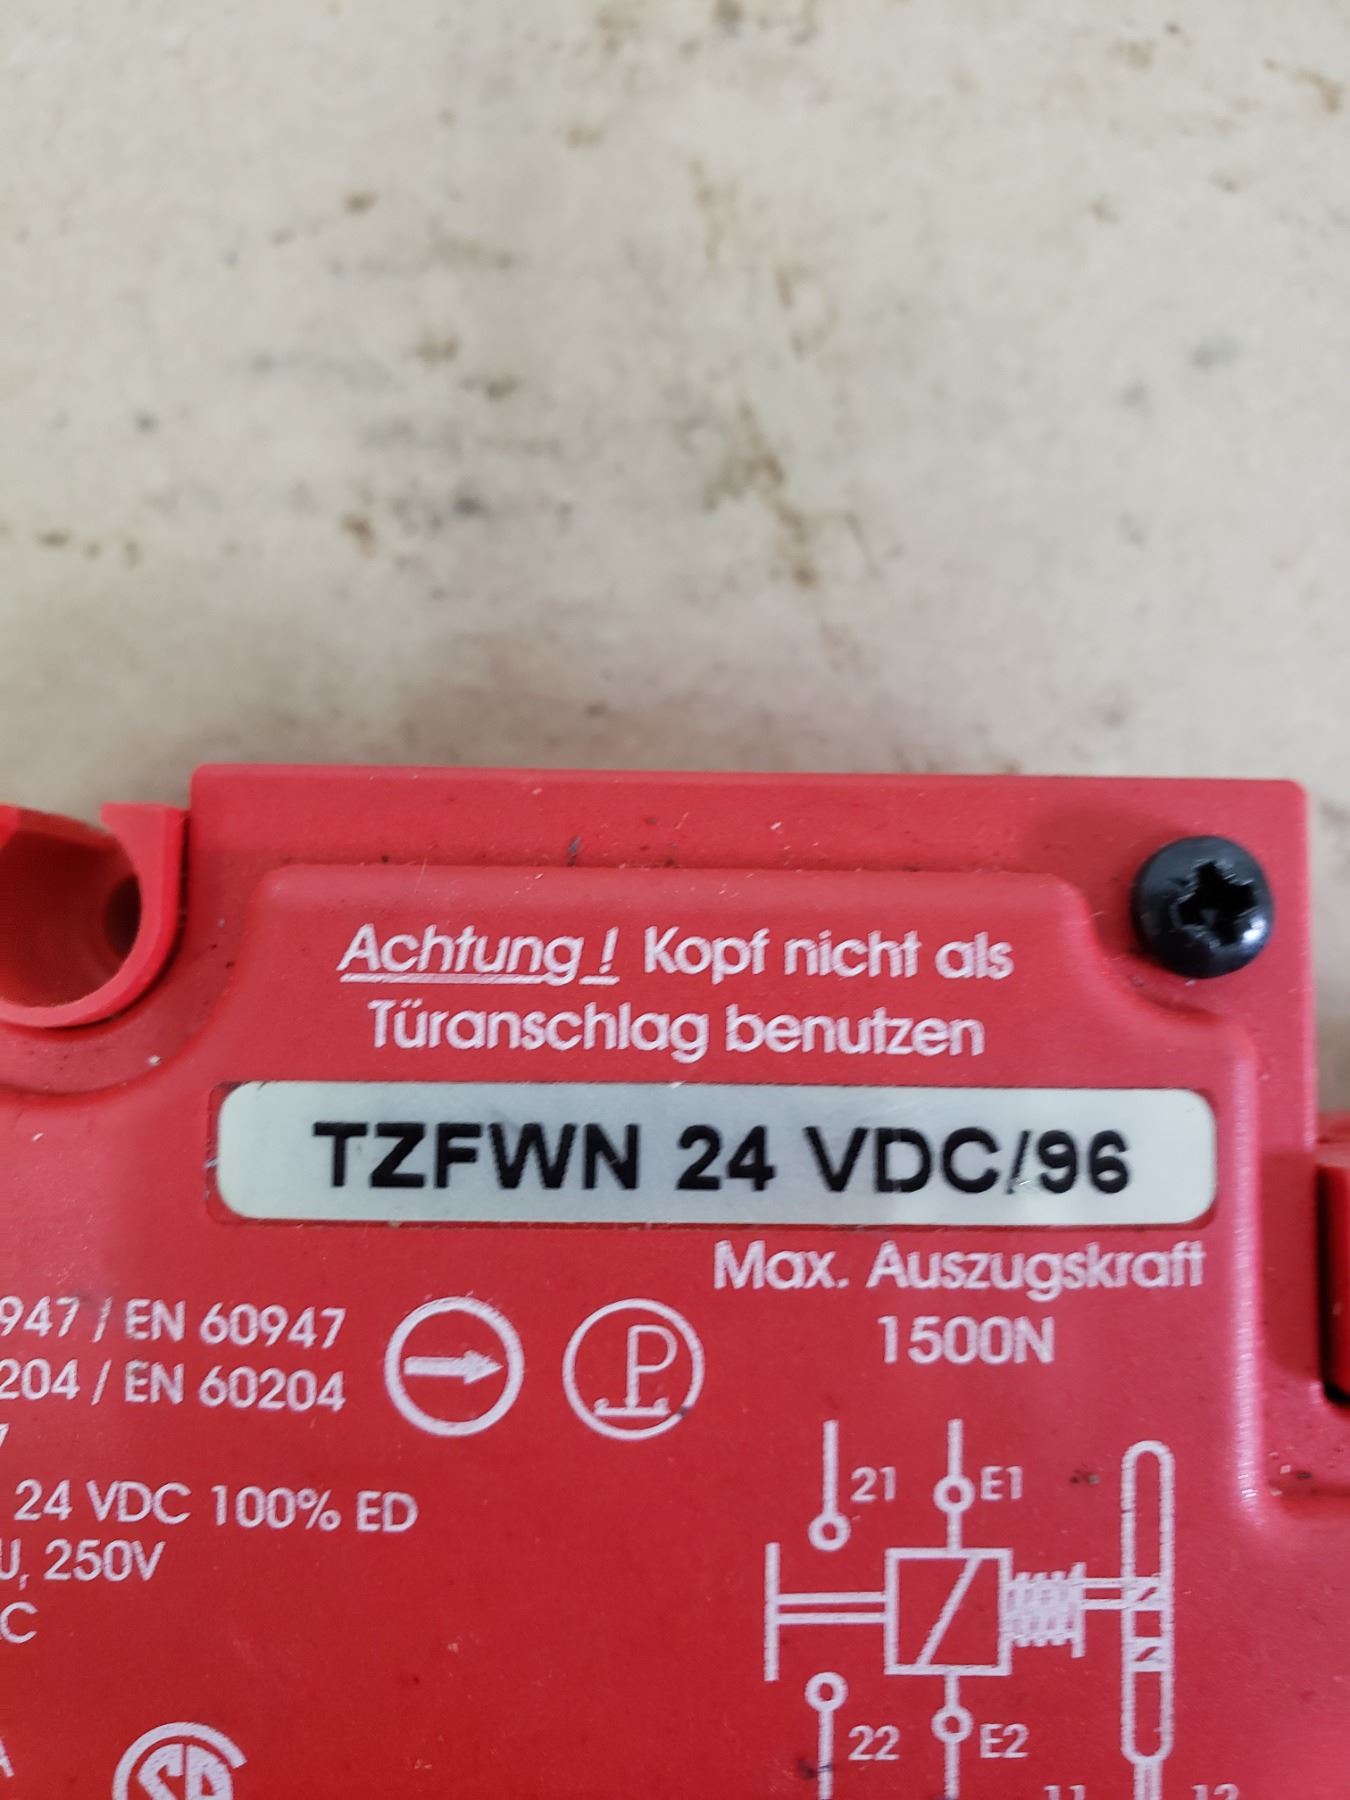 Achtung ! Kopf nicht als
Türanschlag benutzen
TZFWN 24 VDC/96
Max. Auszugskraft
1500N
947 / EN 60947
204 / EN 60204
24 VDC 100% ED
U, 250V
21
E1
22
E2